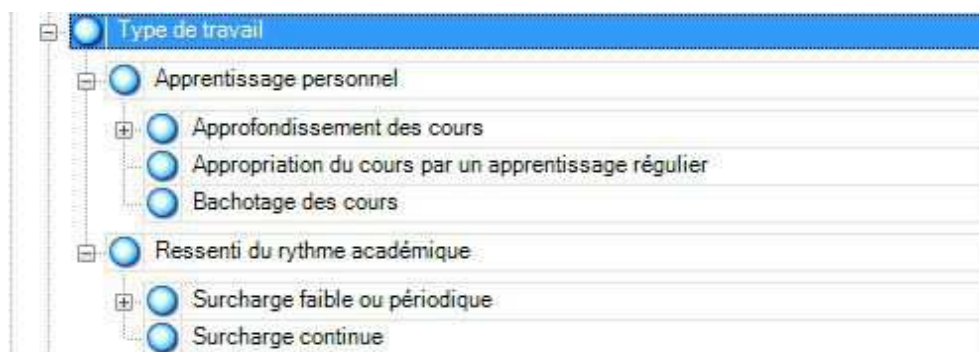 Type de travail
Apprentissage personnel
Approfondissement des cours
Appropriation du cours par un apprentissage régulier
Bachotage des cours
Ressenti du rythme académique
Surcharge faible ou périodique
Surcharge continue